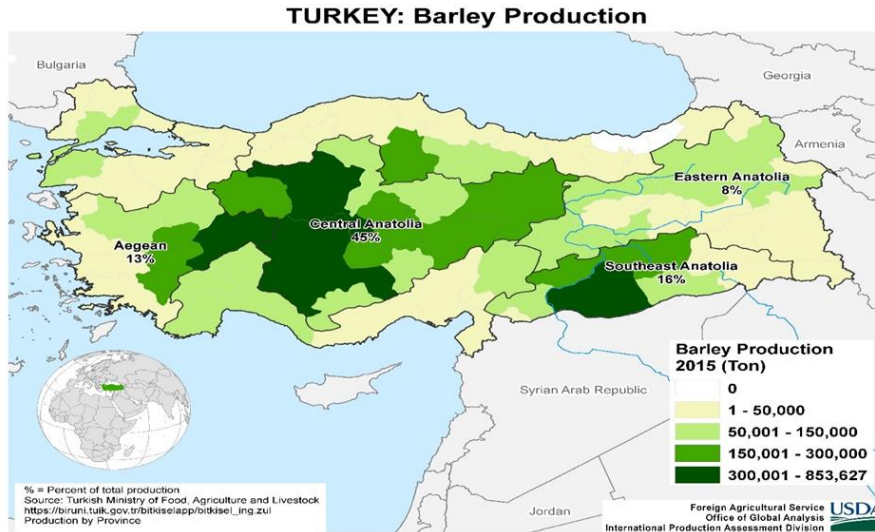 TURKEY: Barley Production
Bulgaria
Georgia
Armenia
Eastern Anatolia
8%
Central Anatolia
45%
Aegean
13%
Southeast Anatolia
16%
Syrian Arab Republic
Jordan
Barley Production
2015 (Ton)
0
1 - 50,000
50,001 - 150,000
150,001 - 300,000
300,001 - 853,627
% = Percent of total production
Source: Turkish Ministry of Food, Agriculture and Livestock
https://biruni.tuik.gov.tr/bitkiselapp/bitkisel_ing.zul
Production by Province
Foreign Agricultural Service
Office of Global Analysis
International Production Assessment Division
USDA